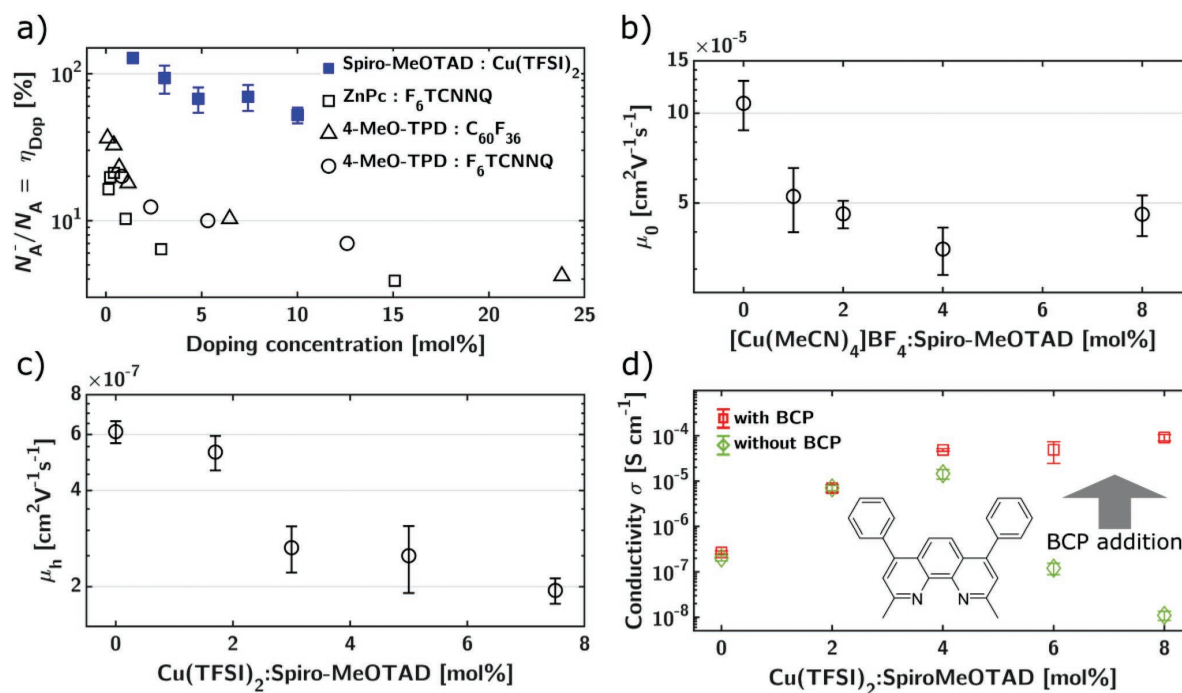 a)
10²
10¹
N_A⁻/N_A = η_Dop [%]
Spiro-MeOTAD : Cu(TFSI)₂
ZnPc : F₆TCNNQ
4-MeO-TPD : C₆₀F₃₆
4-MeO-TPD : F₆TCNNQ
0 5 10 15 20 25
Doping concentration [mol%]
b)
×10⁻⁵
15
10
5
μ₀ [cm²V⁻¹s⁻¹]
0 2 4 6 8
[Cu(MeCN)₄]BF₄:Spiro-MeOTAD [mol%]
c)
×10⁻⁷
8
6
4
2
μ_h [cm²V⁻¹s⁻¹]
0 2 4 6 8
Cu(TFSI)₂:Spiro-MeOTAD [mol%]
d)
10⁻⁴
10⁻⁵
10⁻⁶
10⁻⁷
10⁻⁸
Conductivity σ [S cm⁻¹]
with BCP
without BCP
BCP addition
N N
0 2 4 6 8
Cu(TFSI)₂:SpiroMeOTAD [mol%]